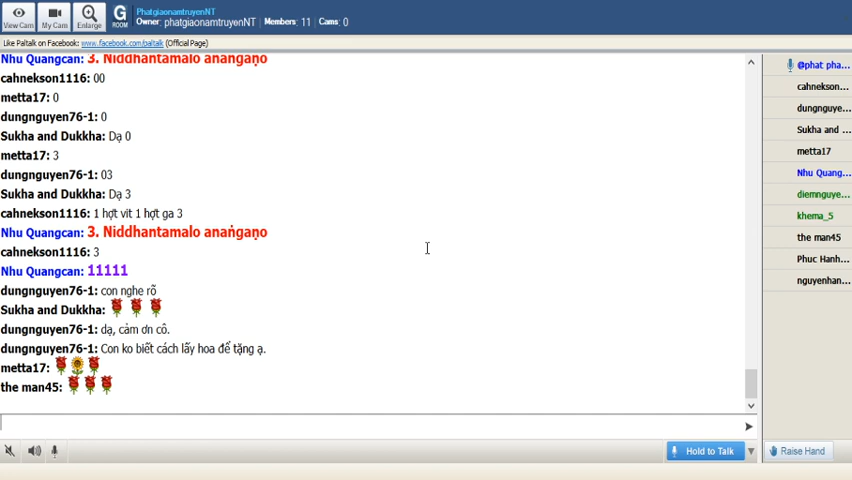 PhatgiaonamtruyenNT
Owner: phatgiaonamtruyenNT Members: 11 Cams: 0
View Cam My Cam Enlarge G ROOM
Like Paltalk on Facebook: www.facebook.com/paltalk (Official Page)
Nhu Quangcan: 3. Niddhantamalo anaṅgaṇo
cahnekson1116: 00
metta17: 0
dungnguyen76-1: 0
Sukha and Dukkha: Dạ 0
metta17: 3
dungnguyen76-1: 03
Sukha and Dukkha: Dạ 3
cahnekson1116: 1 hợt vit 1 hợt ga 3
Nhu Quangcan: 3. Niddhantamalo anaṅgaṇo
cahnekson1116: 3
Nhu Quangcan: 11111
dungnguyen76-1: con nghe rõ
Sukha and Dukkha:
dungnguyen76-1: dạ, cảm ơn cô.
dungnguyen76-1: Con ko biết cách lấy hoa để tặng ạ.
metta17:
the man45:
@phat pha...
cahnekson...
dungnguye...
Sukha and ...
metta17
Nhu Quang...
diemnguye...
khema_5
the man45
Phuc Hanh...
nguyenhan...
Hold to Talk
Raise Hand